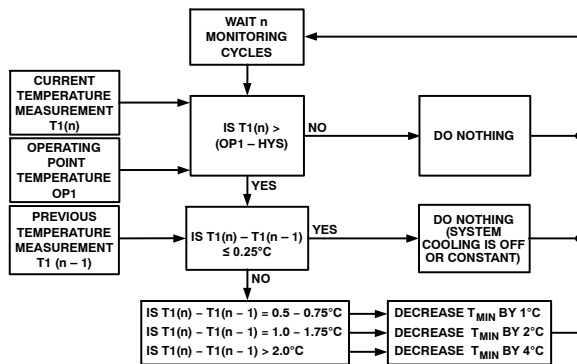 WAIT n
MONITORING
CYCLES
CURRENT
TEMPERATURE
MEASUREMENT
T1(n)
IS T1(n) >
(OP1 – HYS)
NO
DO NOTHING
OPERATING
POINT
TEMPERATURE
OP1
YES
PREVIOUS
TEMPERATURE
MEASUREMENT
T1 (n – 1)
IS T1(n) – T1(n – 1)
≤ 0.25°C
YES
DO NOTHING
(SYSTEM
COOLING IS OFF
OR CONSTANT)
NO
IS T1(n) – T1(n – 1) = 0.5 – 0.75°C
IS T1(n) – T1(n – 1) = 1.0 – 1.75°C
IS T1(n) – T1(n – 1) > 2.0°C
DECREASE TMIN BY 1°C
DECREASE TMIN BY 2°C
DECREASE TMIN BY 4°C